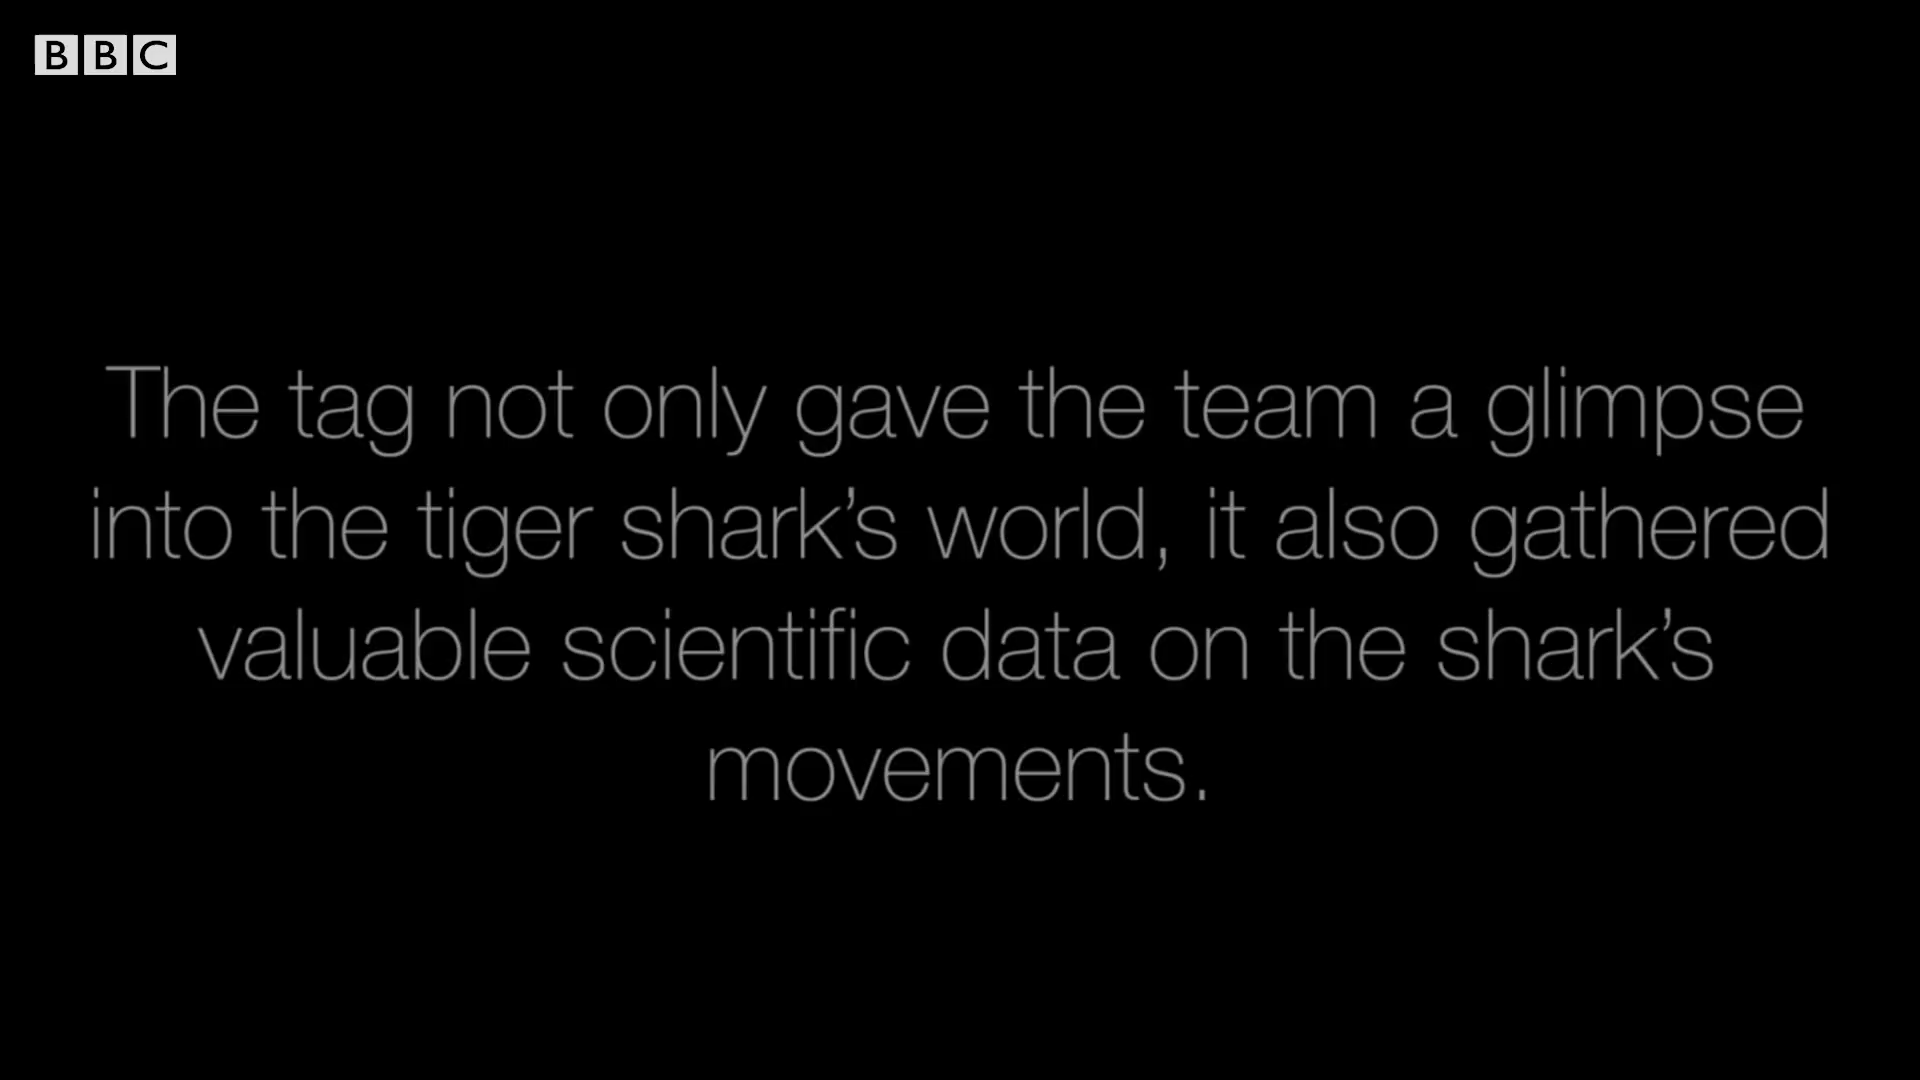 BBC
The tag not only gave the team a glimpse
into the tiger shark’s world, it also gathered
valuable scientific data on the shark’s
movements.